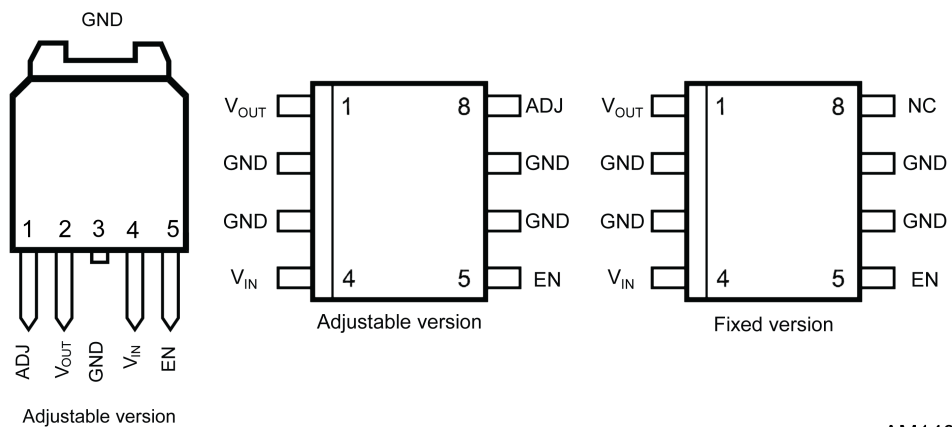 GND
1 2 3 4 5
ADJ
VOUT
GND
VIN
EN
Adjustable version
VOUT 1 8 ADJ
GND GND
GND GND
VIN 4 5 EN
Adjustable version
VOUT 1 8 NC
GND GND
GND GND
VIN 4 5 EN
Fixed version